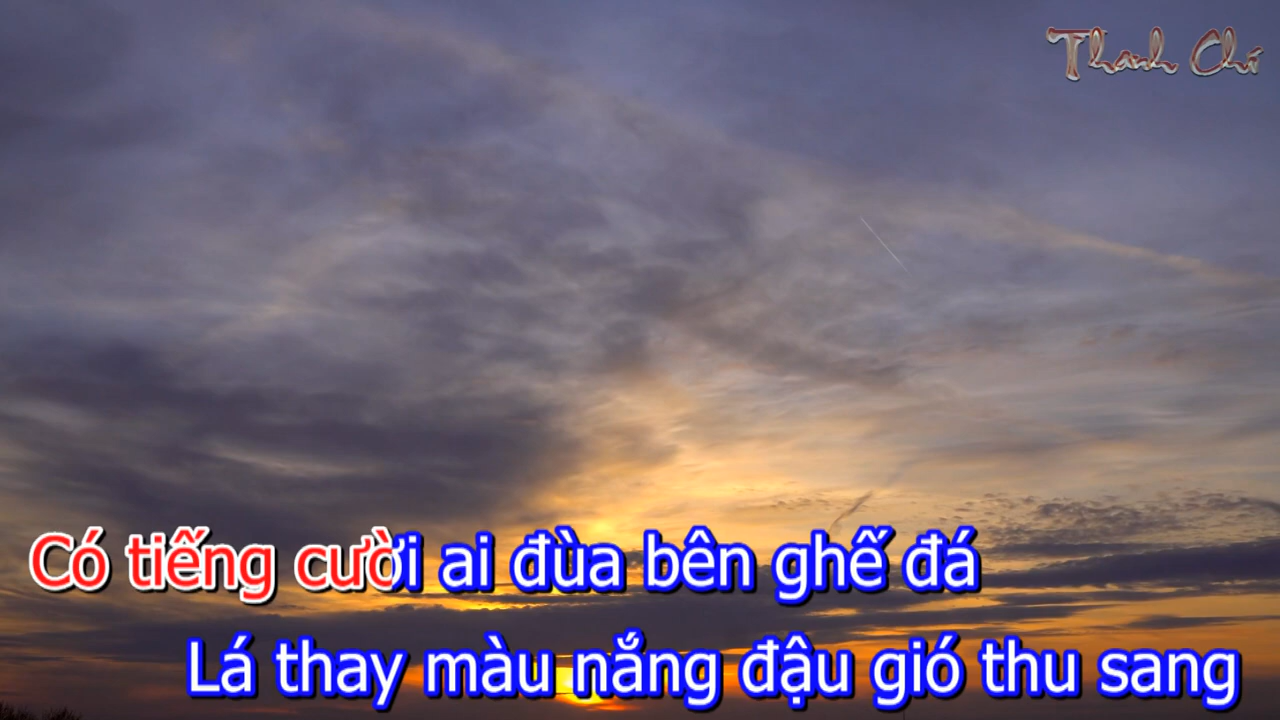 Thanh Chí
Có tiếng cười ai đùa bên ghế đá
Lá thay màu nắng đậu gió thu sang